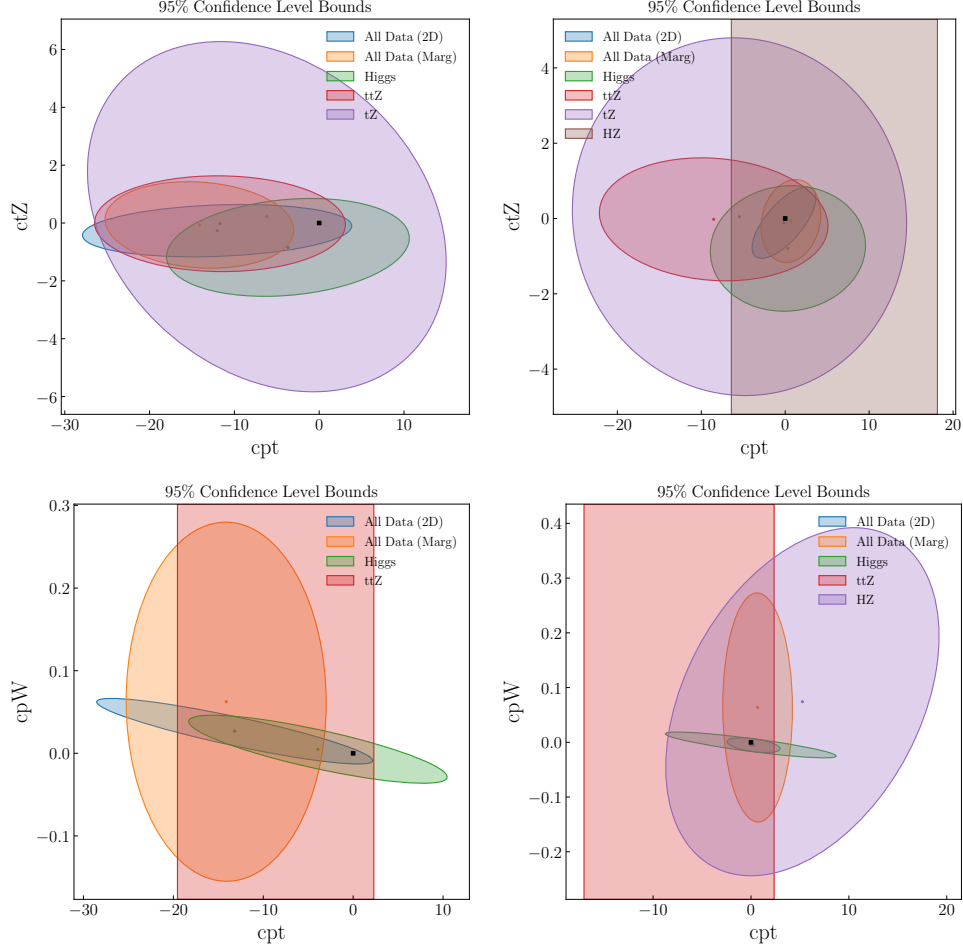 95% Confidence Level Bounds
All Data (2D)
All Data (Marg)
Higgs
ttZ
tZ
6
4
2
0
−2
−4
−6
ctZ
−30
−20
−10
0
10
cpt
95% Confidence Level Bounds
All Data (2D)
All Data (Marg)
Higgs
ttZ
tZ
HZ
4
2
0
−2
−4
ctZ
−20
−10
0
10
20
cpt
95% Confidence Level Bounds
All Data (2D)
All Data (Marg)
Higgs
ttZ
0.3
0.2
0.1
0.0
−0.1
cpW
−30
−20
−10
0
10
cpt
95% Confidence Level Bounds
All Data (2D)
All Data (Marg)
Higgs
ttZ
HZ
0.4
0.3
0.2
0.1
0.0
−0.1
−0.2
cpW
−10
0
10
20
cpt